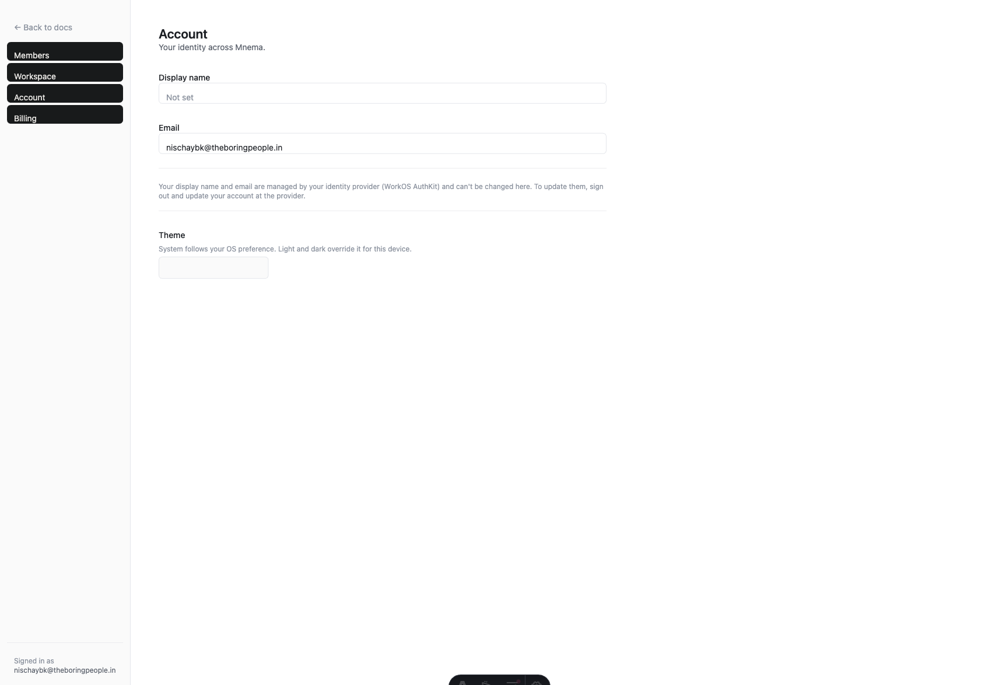 ← Back to docs
Members
Workspace
Account
Billing
Account
Your identity across Mnema.
Display name
Not set
Email
nischaybk@theboringpeople.in
Your display name and email are managed by your identity provider (WorkOS AuthKit) and can't be changed here. To update them, sign
out and update your account at the provider.
Theme
System follows your OS preference. Light and dark override it for this device.
Signed in as
nischaybk@theboringpeople.in